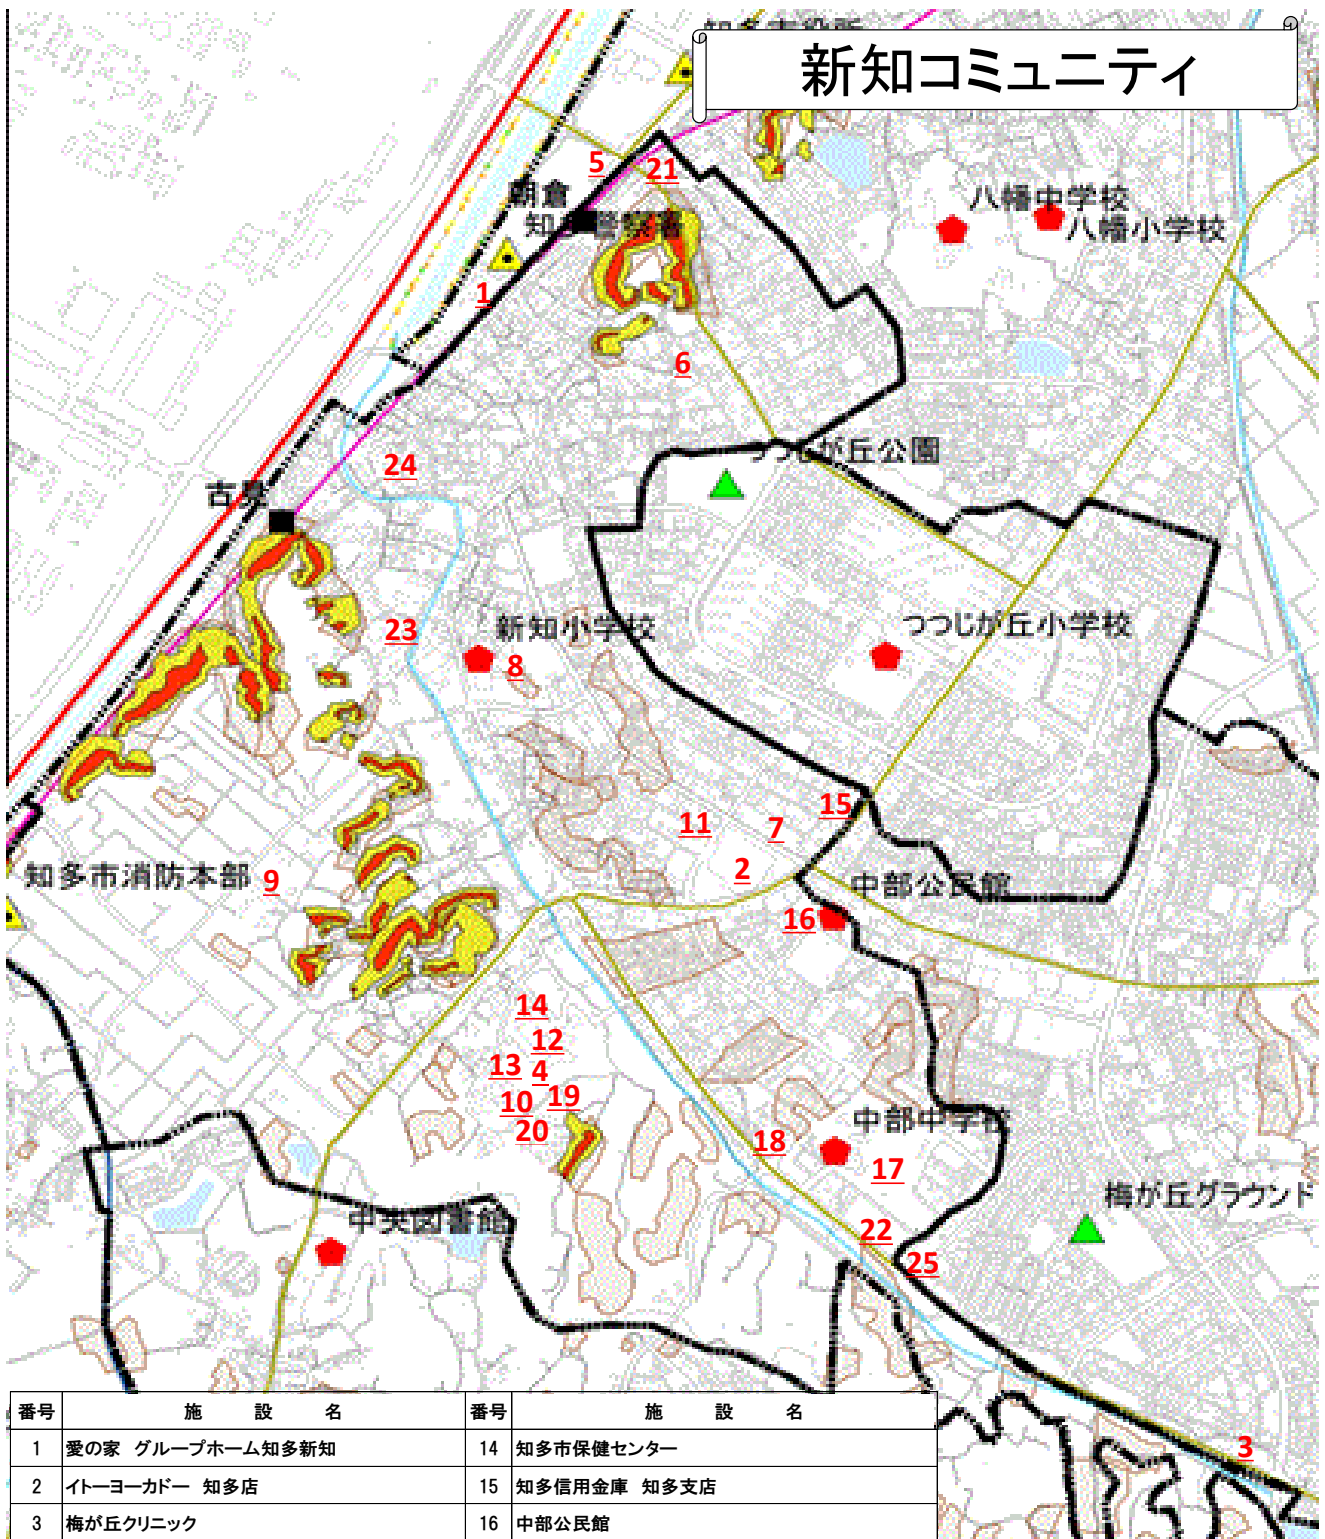 新知コミュニティ
5
21
朝倉
八幡中学校
八幡小学校
1
6
つつじが丘公園
24
古見
23
新知小学校
8
つつじが丘小学校
15
11
7
2
知多市消防本部
9
中部公民館
16
14
12
13
4
10
19
20
中部中学校
18
17
梅が丘グラウンド
中央図書館
22
25
3
番号 施設名 番号 施設名
1 愛の家 グループホーム知多新知 14 知多市保健センター
2 イトーヨーカドー 知多店 15 知多信用金庫 知多支店
3 梅が丘クリニック 16 中部公民館